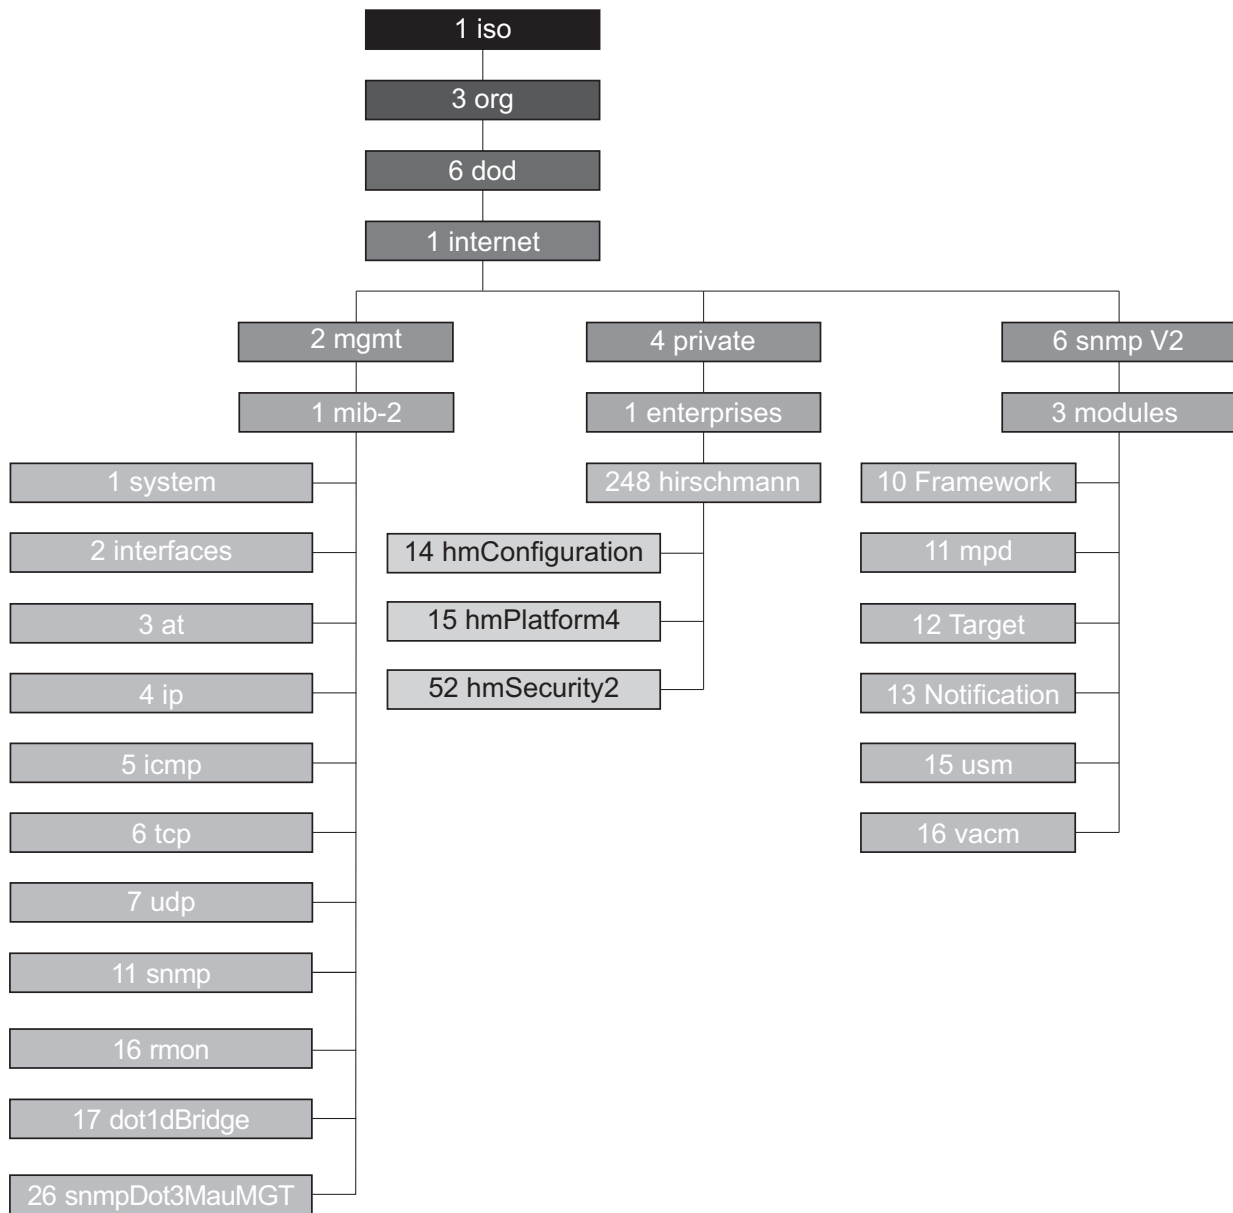 1 iso
3 org
6 dod
1 internet
2 mgmt
4 private
6 snmp V2
1 mib-2
1 enterprises
3 modules
1 system
248 hirschmann
10 Framework
2 interfaces
14 hmConfiguration
11 mpd
3 at
15 hmPlatform4
12 Target
4 ip
52 hmSecurity2
13 Notification
5 icmp
15 usm
6 tcp
16 vacm
7 udp
11 snmp
16 rmon
17 dot1dBridge
26 snmpDot3MauMGT